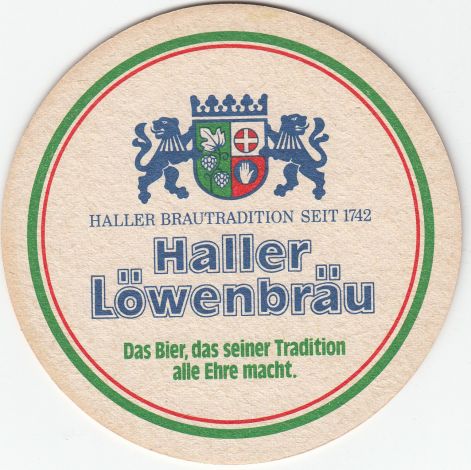 HALLER BRAUTRADITION SEIT 1742
Haller
Löwenbräu
Das Bier, das seiner Tradition
alle Ehre macht.